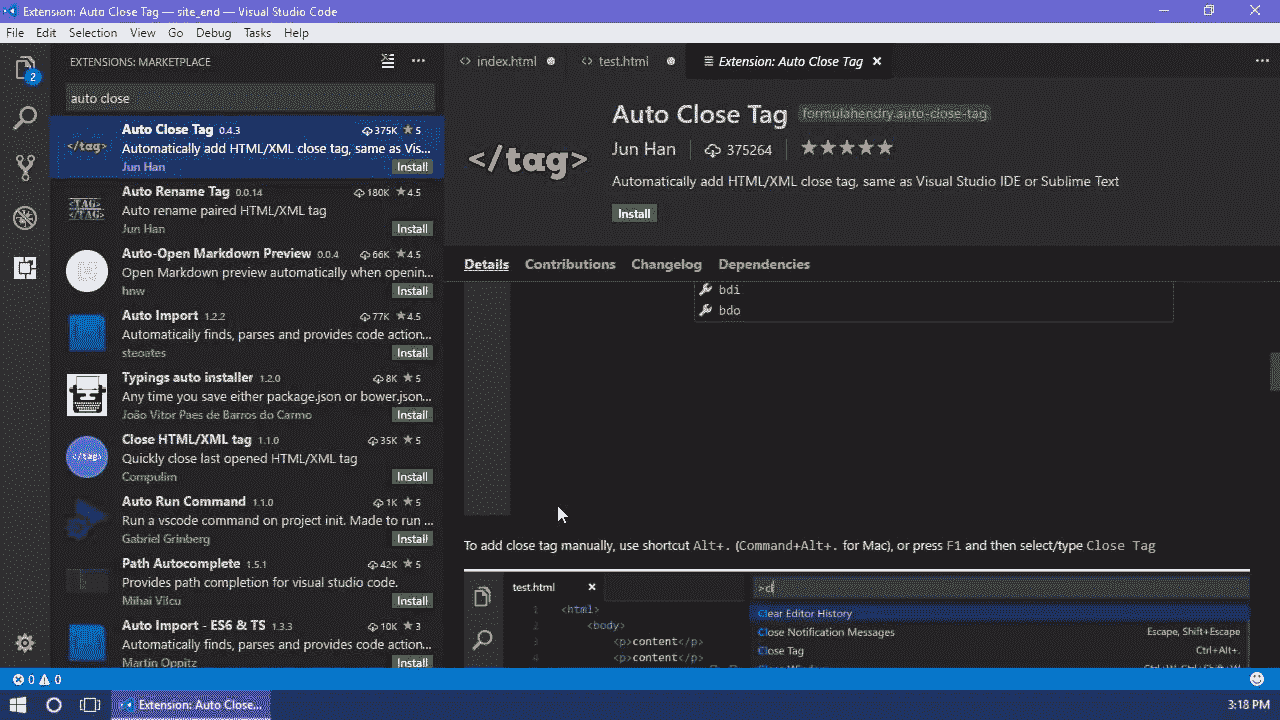 Extension: Auto Close Tag — site_end — Visual Studio Code
File Edit Selection View Go Debug Tasks Help
EXTENSIONS: MARKETPLACE
index.html
test.html
Extension: Auto Close Tag
2
auto close
Auto Close Tag 0.4.3 375K 5
Automatically add HTML/XML close tag, same as Vis...
Jun Han Install
Auto Rename Tag 0.0.14 180K 4.5
Auto rename paired HTML/XML tag
Jun Han Install
Auto-Open Markdown Preview 0.0.4 66K 4.5
Open Markdown preview automatically when openin...
hnw Install
Auto Import 1.2.2 77K 4.5
Automatically finds, parses and provides code action...
steoates Install
Typings auto installer 1.2.0 8K 5
Any time you save either package.json or bower.json...
João Vitor Paes de Barros do Carmo Install
Close HTML/XML tag 1.1.0 35K 5
Quickly close last opened HTML/XML tag
Compulim Install
Auto Run Command 1.1.0 1K 5
Run a vscode command on project init. Made to run ...
Gabriel Grinberg Install
Path Autocomplete 1.5.1 42K 5
Provides path completion for visual studio code.
Mihai Vilcu Install
Auto Import - ES6 & TS 1.3.3 10K 3
Automatically finds, parses and provides code action...
Martin Oppitz Install
</tag>
<TAG>
</TAG>
</tag>
</tag>
Auto Close Tag formulahendry.auto-close-tag
Jun Han 375264
Automatically add HTML/XML close tag, same as Visual Studio IDE or Sublime Text
Install
Details Contributions Changelog Dependencies
bdi
bdo
To add close tag manually, use shortcut Alt+. (Command+Alt+. for Mac), or press F1 and then select/type Close Tag
test.html
1 <html>
2 <body>
3 <p>content</p>
4 <p>content</p>
>cl
Clear Editor History
Close Notification Messages Escape, Shift+Escape
Close Tag Ctrl+Alt+.
0 0
Extension: Auto Close...
3:18 PM